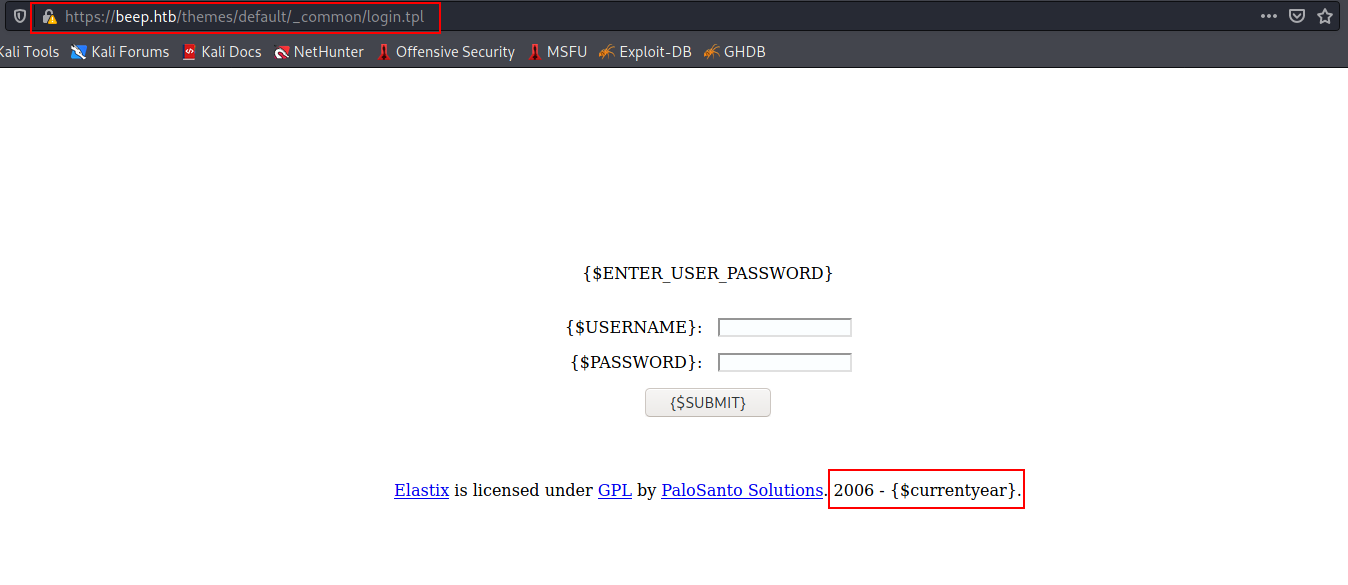 https://beep.htb/themes/default/_common/login.tpl
Kali Tools Kali Forums Kali Docs NetHunter Offensive Security MSFU Exploit-DB GHDB
{$ENTER_USER_PASSWORD}
{$USERNAME}:
{$PASSWORD}:
{$SUBMIT}
Elastix is licensed under GPL by PaloSanto Solutions. 2006 - {$currentyear}.